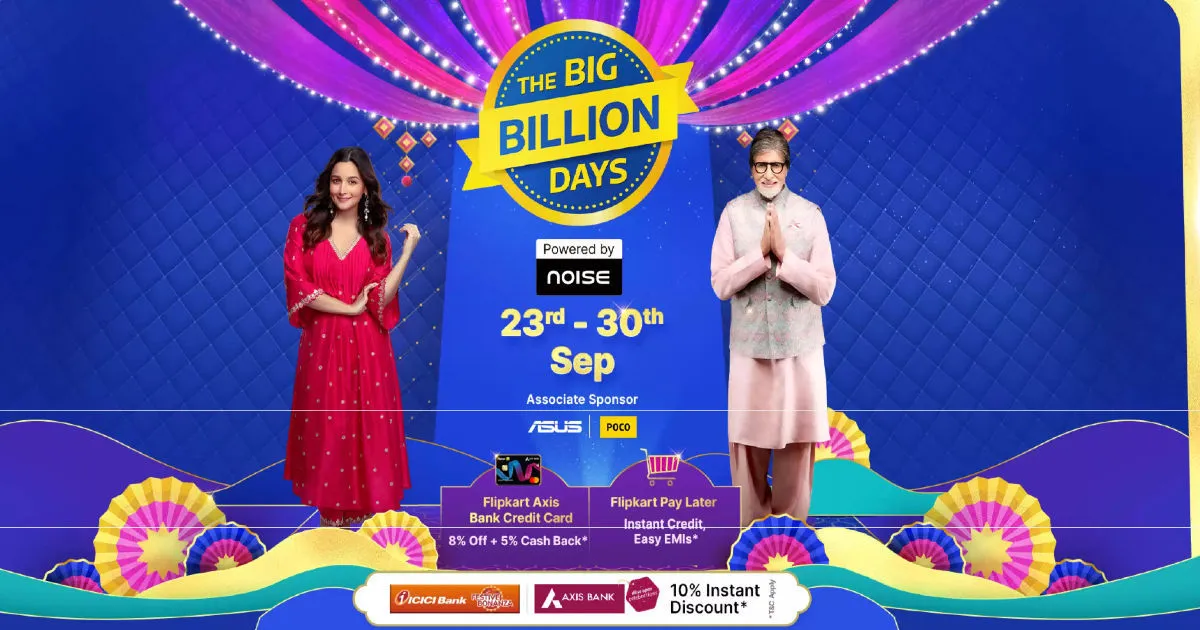 THE BIG
BILLION
DAYS
Powered by
NOISE
23rd - 30th
Sep
Associate Sponsor
ASUS
POCO
Flipkart Axis
Bank Credit Card
8% Off + 5% Cash Back*
Flipkart Pay Later
Instant Credit,
Easy EMIs*
ICICI Bank
FESTIVE
BONANZA
AXIS BANK
10% Instant
Discount*
*T&C Apply